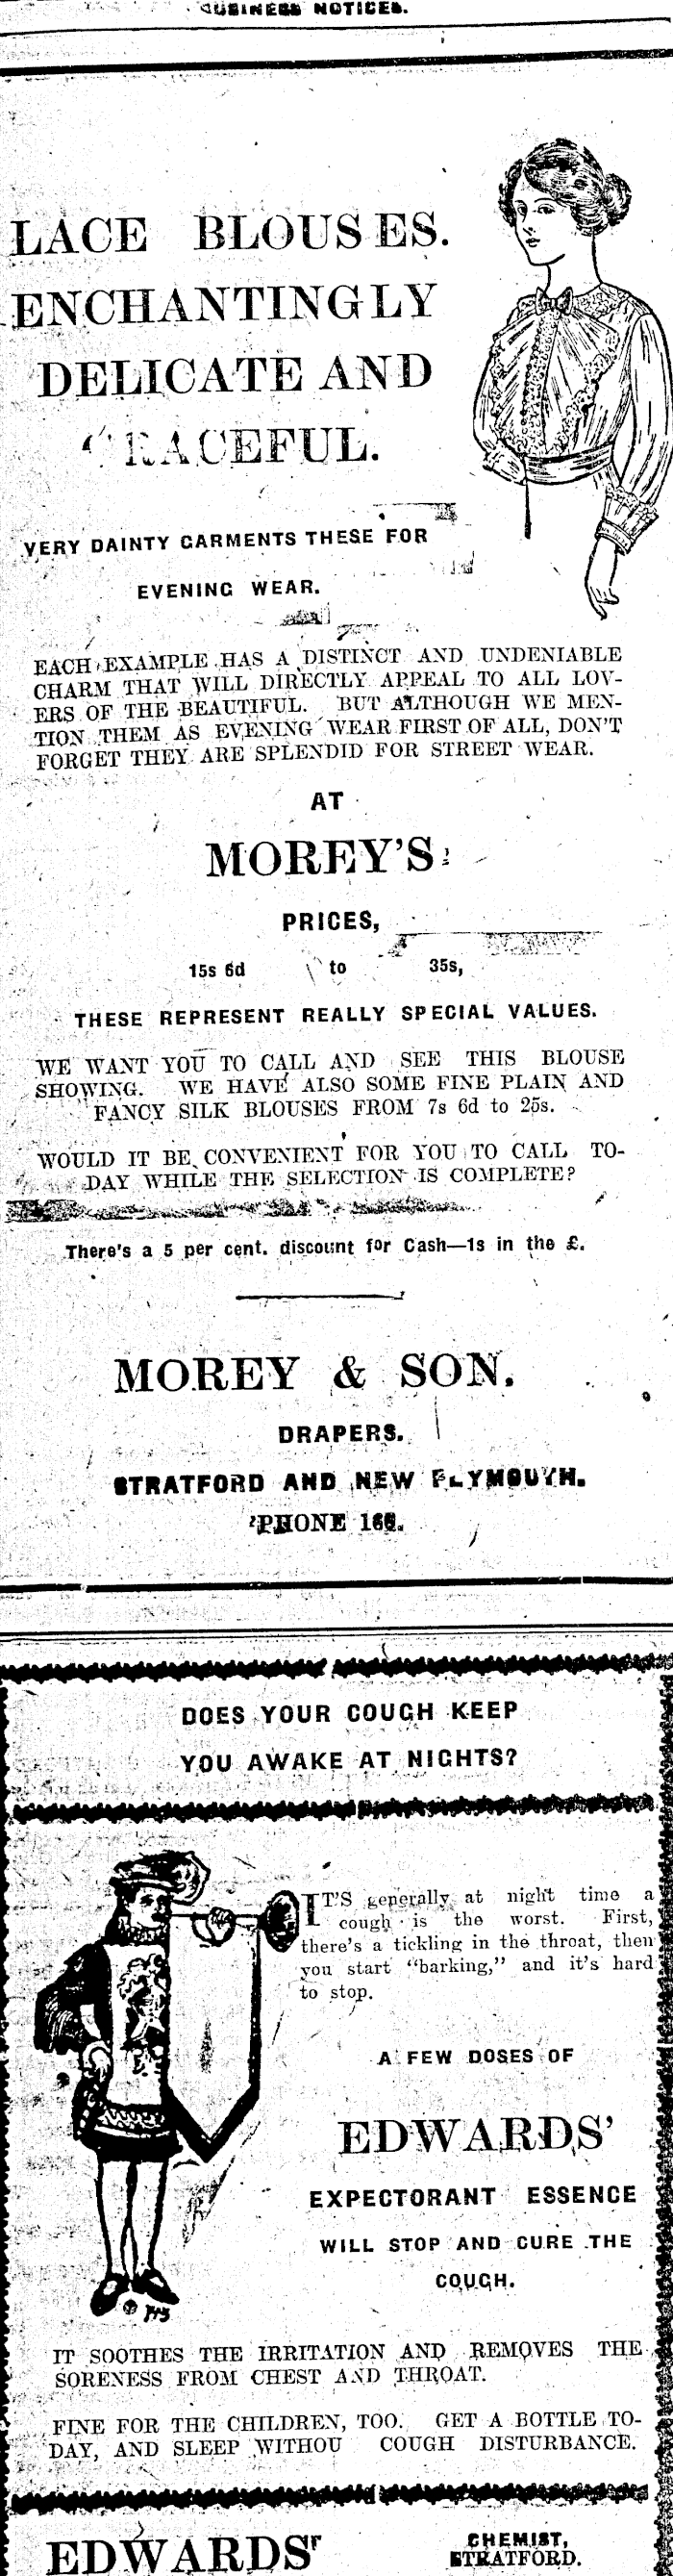 BUSINESS NOTICES.
LACE BLOUSES.
ENCHANTINGLY
DELICATE AND
GRACEFUL.
VERY DAINTY GARMENTS THESE FOR
EVENING WEAR.
EACH EXAMPLE HAS A DISTINCT AND UNDENIABLE
CHARM THAT WILL DIRECTLY APPEAL TO ALL LOV-
ERS OF THE BEAUTIFUL. BUT ALTHOUGH WE MEN-
TION THEM AS EVENING WEAR FIRST OF ALL, DON'T
FORGET THEY ARE SPLENDID FOR STREET WEAR.
AT
MOREY'S:
PRICES,
15s 6d to 35s,
THESE REPRESENT REALLY SPECIAL VALUES.
WE WANT YOU TO CALL AND SEE THIS BLOUSE
SHOWING. WE HAVE ALSO SOME FINE PLAIN AND
FANCY SILK BLOUSES FROM 7s 6d to 25s.
WOULD IT BE CONVENIENT FOR YOU TO CALL TO-
DAY WHILE THE SELECTION IS COMPLETE?
There's a 5 per cent. discount for Cash—1s in the £.
MOREY & SON.
DRAPERS.
STRATFORD AND NEW PLYMOUTH.
'PHONE
DOES YOUR COUGH KEEP
YOU AWAKE AT NIGHTS?
IT'S generally at night time a
cough is the worst. First,
there's a tickling in the throat, then
you start "barking," and it's hard
to stop.
A FEW DOSES OF
EDWARDS'
EXPECTORANT ESSENCE
WILL STOP AND CURE THE
COUGH.
IT SOOTHES THE IRRITATION AND REMOVES THE
SORENESS FROM CHEST AND THROAT.
FINE FOR THE CHILDREN, TOO. GET A BOTTLE TO-
DAY, AND SLEEP WITHOU COUGH DISTURBANCE.
EDWARDS'
CHEMIST,
STRATFORD.